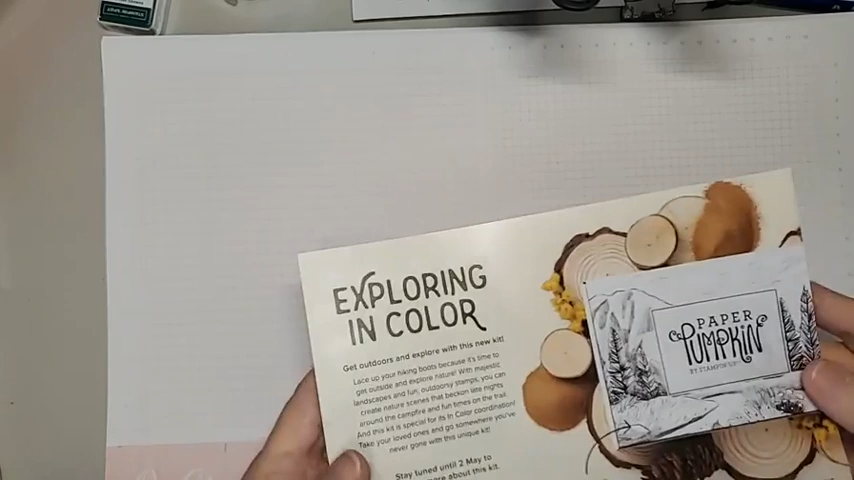 EXPLORING
IN COLOR
Get outdoors and explore with this new kit!
Lace up your hiking boots because it's time to
get outside and explore nature! With majestic
landscapes and fun, outdoorsy stamps, you can
create nature scenes that beckon late nights
around the campfire and fun times on the trail.
And this kit is special for its In Color coordination!
Take your loved ones and go somewhere you've
never gone with this unique kit!
Stay tuned until 2 May to
more about this kit.
PAPER
PUMPKIN
BY STAMPIN' UP!